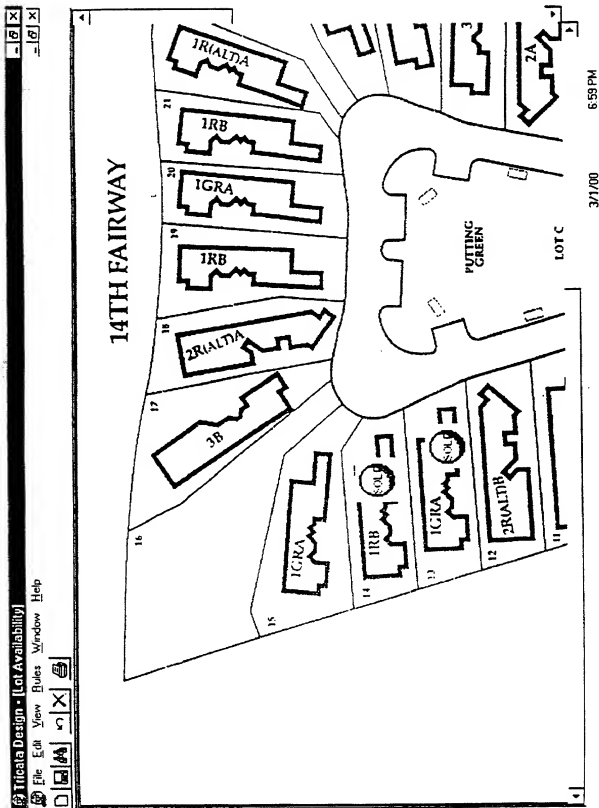 Tricata Design - [Lot Availability]
File Edit View Rules Window Help
14TH FAIRWAY
16
17
18
19
20
21
3B
2R(ALT)A
1RB
1GRA
1RB
1R(ALT)A
15
1GRA
14
1RB
SOLD
13
1GRA
SOLD
12
2R(ALT)B
11
PUTTING
GREEN
LOT C
3
2A
3/1/00
6:59 PM